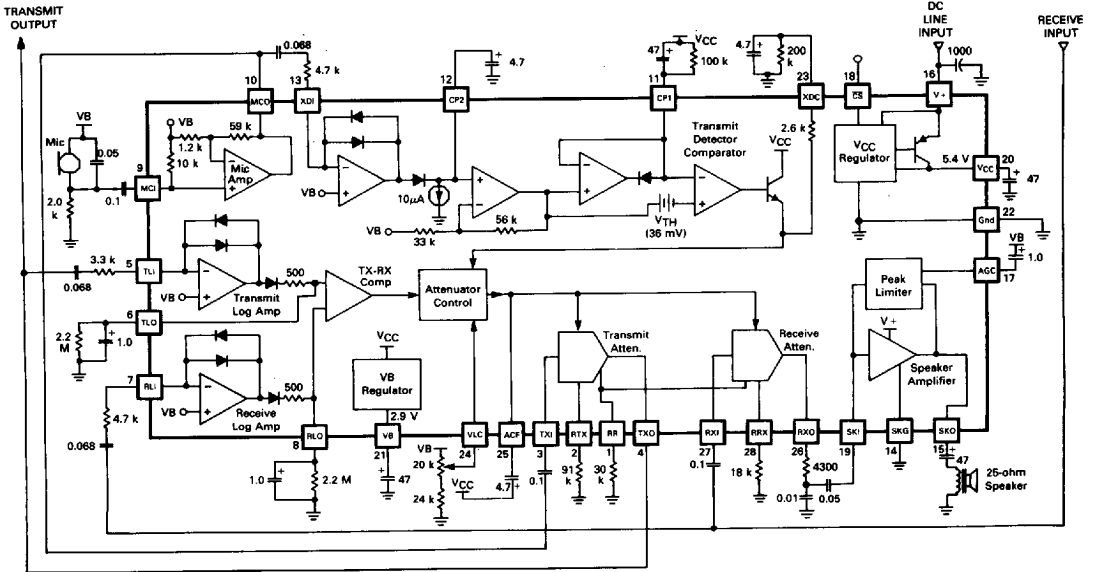 TRANSMIT
OUTPUT
DC
LINE
INPUT
RECEIVE
INPUT
0.068
4.7 k
10
13
MCO
XDI
12
4.7
CP2
47
VCC
100 k
11
CP1
4.7
200
k
23
XDC
18
CS
1000
16
V+
VB
Mic
0.05
9
MCI
0.1
2.0
k
VB
1.2 k
59 k
10 k
Mic
Amp
VB
10μA
VB
33 k
56 k
VTH
(36 mV)
Transmit
Detector
Comparator
2.6 k
VCC
VCC
Regulator
5.4 V
VCC
20
47
Gnd
22
VB
1.0
AGC
17
3.3 k
0.068
5
TLI
VB
Transmit
Log Amp
500
TX-RX
Comp
Attenuator
Control
6
TLO
2.2
M
1.0
7
RLI
VB
Receive
Log Amp
500
4.7 k
0.068
VCC
VB
Regulator
2.9 V
Transmit
Atten.
Receive
Atten.
Peak
Limiter
V+
Speaker
Amplifier
RLO
8
VB
21
VLC
24
ACF
25
TXI
3
RTX
2
RR
1
TXO
4
RXI
27
RRX
28
RXO
26
SKI
19
SKG
14
SKO
15
1.0
2.2 M
47
VB
20 k
24 k
VCC
4.7
0.1
91
k
30
k
0.1
18 k
4300
0.01
0.05
47
25-ohm
Speaker